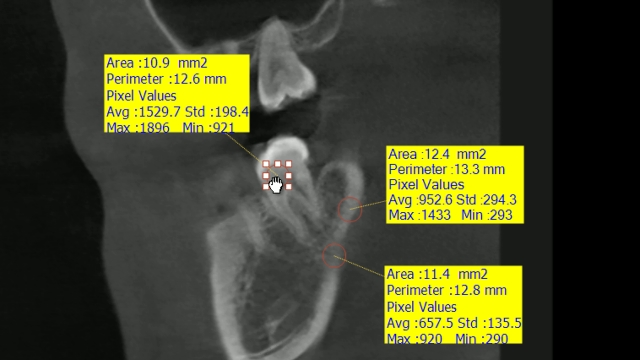 Area :10.9 mm2
Perimeter :12.6 mm
Pixel Values
Avg :1529.7 Std :198.4
Max :1896 Min :921
Area :12.4 mm2
Perimeter :13.3 mm
Pixel Values
Avg :952.6 Std :294.3
Max :1433 Min :293
Area :11.4 mm2
Perimeter :12.8 mm
Pixel Values
Avg :657.5 Std :135.5
Max :920 Min :290